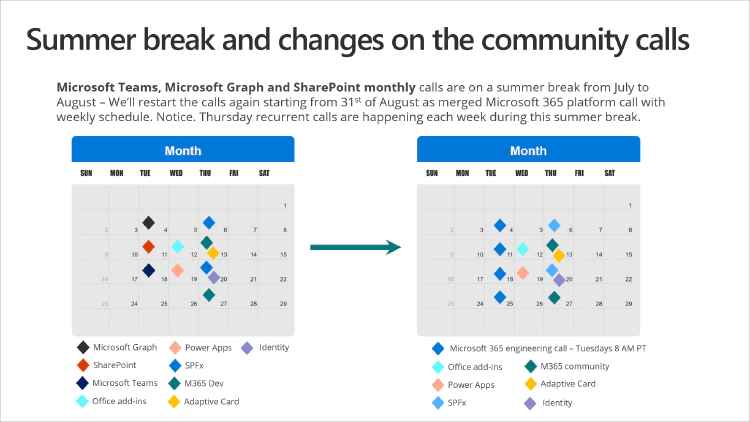 Summer break and changes on the community calls
Microsoft Teams, Microsoft Graph and SharePoint monthly calls are on a summer break from July to
August – We'll restart the calls again starting from 31st of August as merged Microsoft 365 platform call with
weekly schedule. Notice. Thursday recurrent calls are happening each week during this summer break.
Month
SUN MON TUE WED THU FRI SAT
1
2 3 4 5 6 7 8
9 10 11 12 13 14 15
16 17 18 19 20 21 22
23 24 25 26 27 28 29
Microsoft Graph Power Apps Identity
SharePoint SPFx
Microsoft Teams M365 Dev
Office add-ins Adaptive Card
Month
SUN MON TUE WED THU FRI SAT
1
2 3 4 5 6 7 8
9 10 11 12 13 14 15
16 17 18 19 20 21 22
23 24 25 26 27 28 29
Microsoft 365 engineering call – Tuesdays 8 AM PT
Office add-ins M365 community
Power Apps Adaptive Card
SPFx Identity